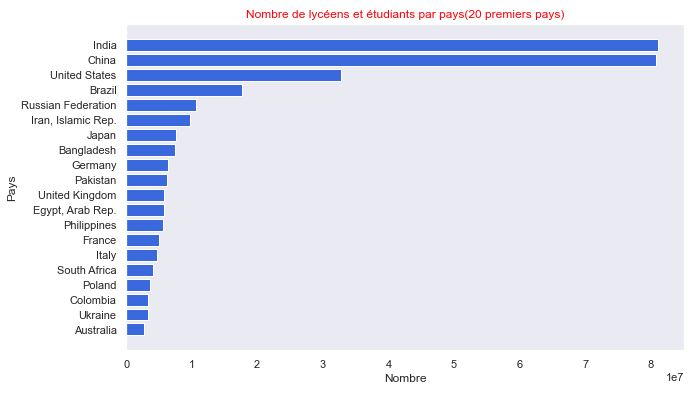 Nombre de lycéens et étudiants par pays(20 premiers pays)
India
China
United States
Brazil
Russian Federation
Iran, Islamic Rep.
Japan
Bangladesh
Germany
Pakistan
United Kingdom
Egypt, Arab Rep.
Philippines
France
Italy
South Africa
Poland
Colombia
Ukraine
Australia
Pays
0 1 2 3 4 5 6 7 8
1e7
Nombre